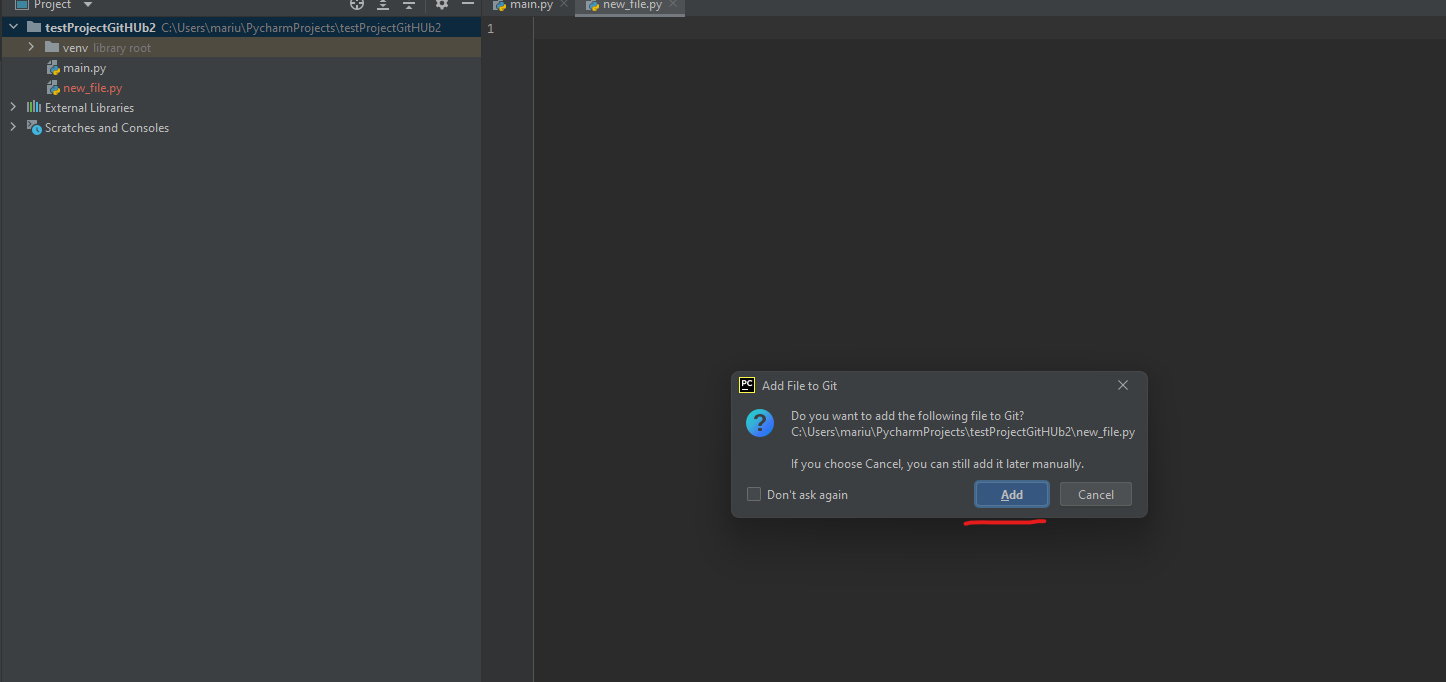 Project
main.py
new_file.py
testProjectGitHUb2 C:\Users\mariu\PycharmProjects\testProjectGitHUb2
1
venv library root
main.py
new_file.py
External Libraries
Scratches and Consoles
PC Add File to Git
? Do you want to add the following file to Git?
C:\Users\mariu\PycharmProjects\testProjectGitHUb2\new_file.py
If you choose Cancel, you can still add it later manually.
Don't ask again
Add
Cancel